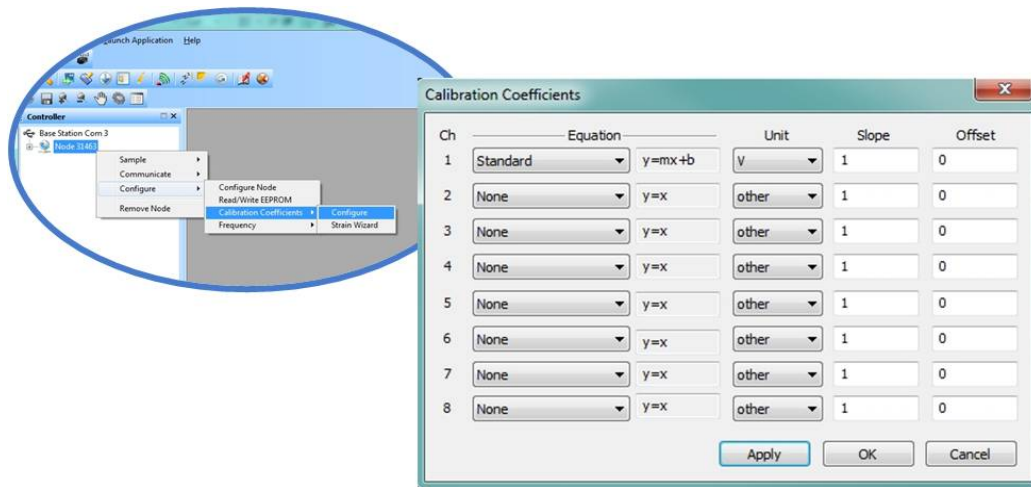 Launch Application Help
Controller
Base Station Com 3
Node 31463
Sample
Communicate
Configure
Remove Node
Configure Node
Read/Write EEPROM
Calibration Coefficients
Frequency
Configure
Strain Wizard
Calibration Coefficients
Ch Equation Unit Slope Offset
1 Standard y=mx+b V 1 0
2 None y=x other 1 0
3 None y=x other 1 0
4 None y=x other 1 0
5 None y=x other 1 0
6 None y=x other 1 0
7 None y=x other 1 0
8 None y=x other 1 0
Apply OK Cancel